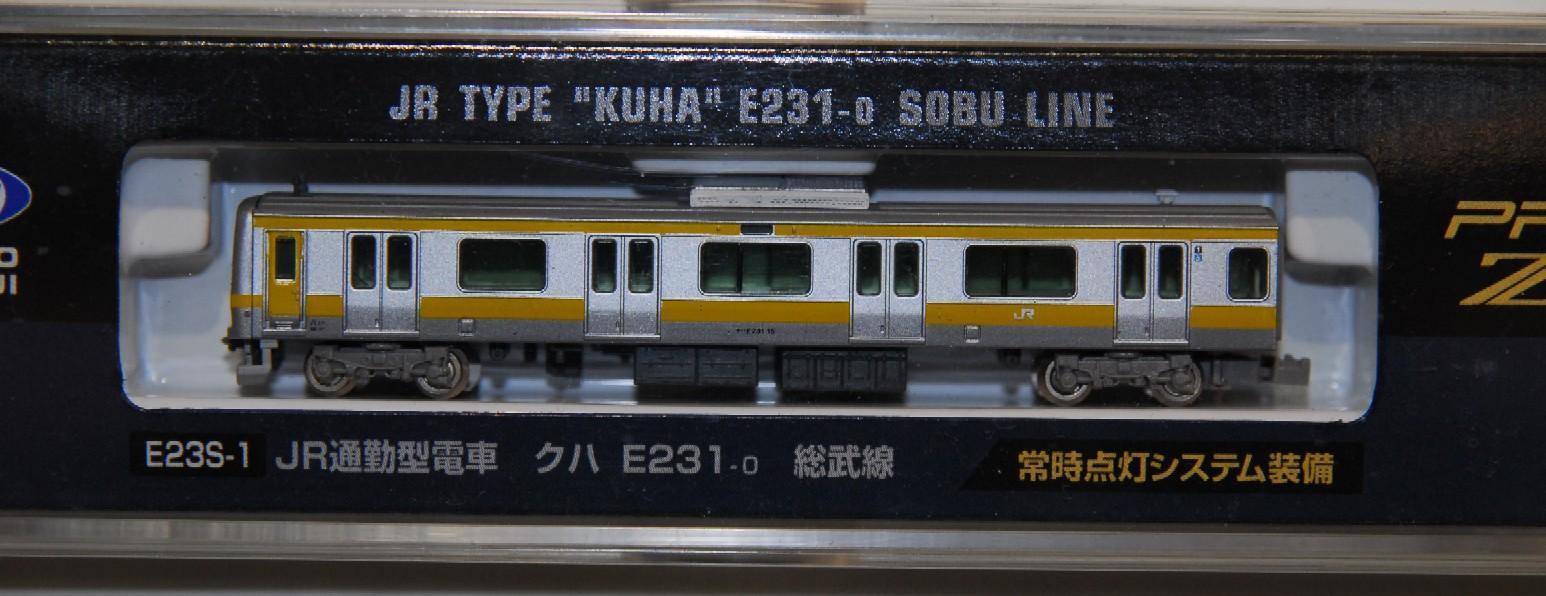 JR TYPE "KUHA" E231-0 SOBU LINE
JR
E23S-1 JR通勤型電車 クハ E231-0 総武線 常時点灯システム装備